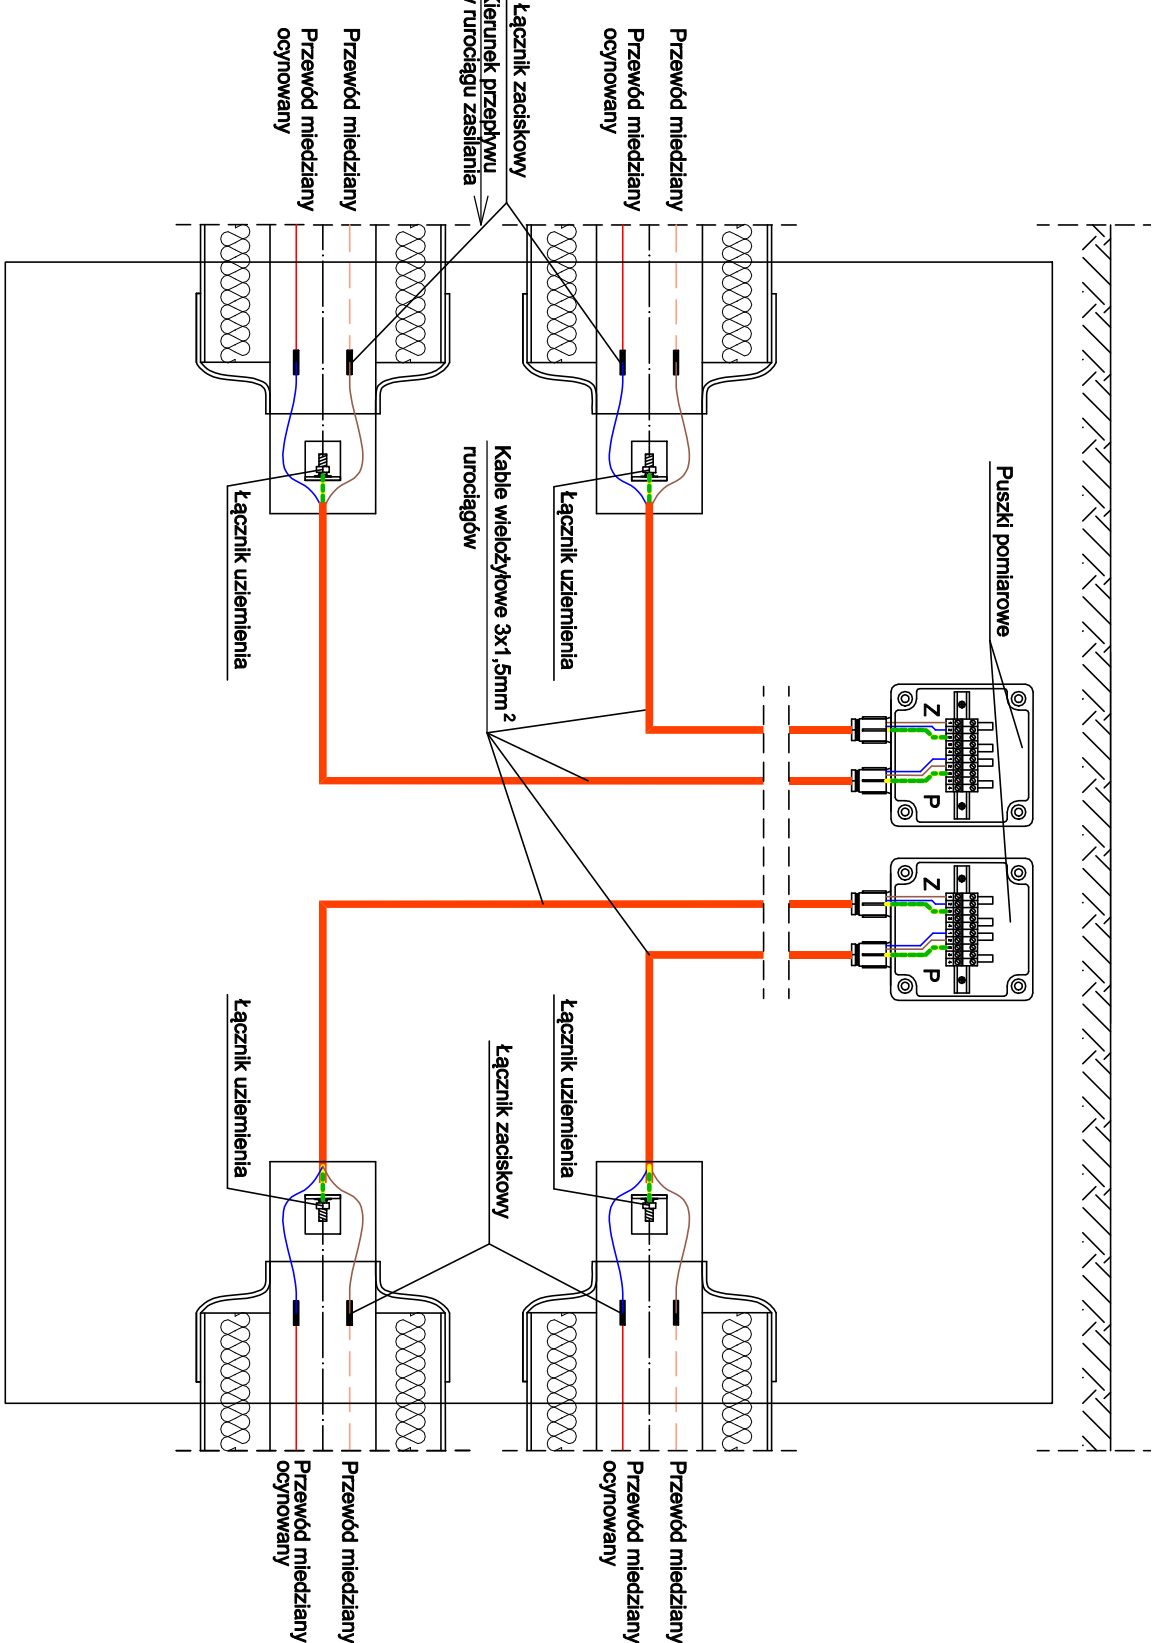 Puszki pomiarowe
Z
P
Z
P
Przewód miedziany
Przewód miedziany
ocynowany
Łącznik uziemienia
Łącznik uziemienia
Przewód miedziany
Przewód miedziany
ocynowany
Łącznik zaciskowy
Kierunek przepływu
rurociągu zasilania
Kable wielożyłowe 3x1,5mm²
rurociągów
Łącznik zaciskowy
Przewód miedziany
Przewód miedziany
ocynowany
Łącznik uziemienia
Łącznik uziemienia
Przewód miedziany
Przewód miedziany
ocynowany